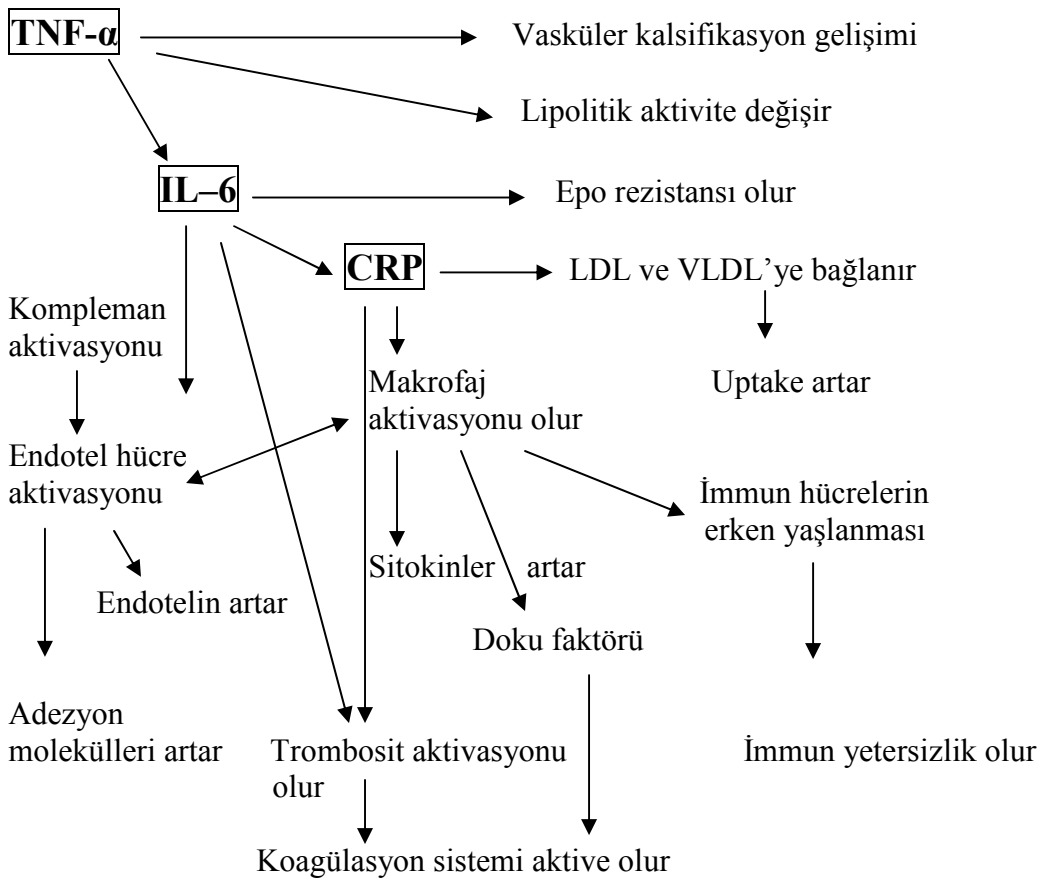 TNF-α
Vasküler kalsifikasyon gelişimi
Lipolitik aktivite değişir
IL–6
Epo rezistansı olur
CRP
LDL ve VLDL’ye bağlanır
Kompleman
aktivasyonu
Makrofaj
aktivasyonu olur
Uptake artar
Endotel hücre
aktivasyonu
İmmun hücrelerin
erken yaşlanması
Sitokinler artar
Endotelin artar
Doku faktörü
Adezyon
molekülleri artar
Trombosit aktivasyonu
olur
İmmun yetersizlik olur
Koagülasyon sistemi aktive olur